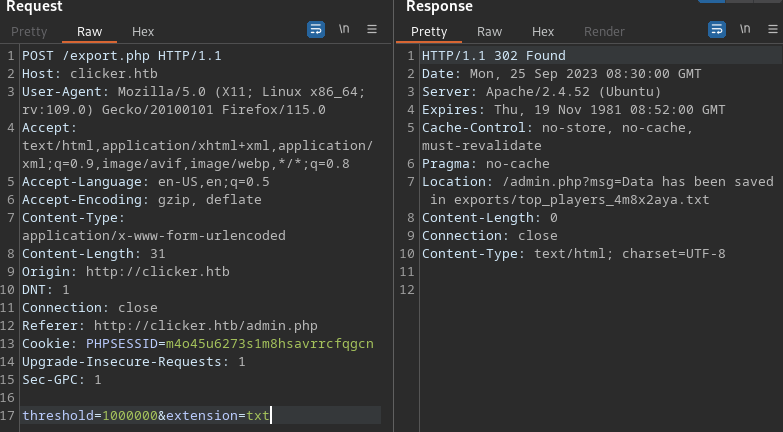 Request
Pretty Raw Hex
\n
1 POST /export.php HTTP/1.1
2 Host: clicker.htb
3 User-Agent: Mozilla/5.0 (X11; Linux x86_64;
rv:109.0) Gecko/20100101 Firefox/115.0
4 Accept:
text/html,application/xhtml+xml,application/
xml;q=0.9,image/avif,image/webp,*/*;q=0.8
5 Accept-Language: en-US,en;q=0.5
6 Accept-Encoding: gzip, deflate
7 Content-Type:
application/x-www-form-urlencoded
8 Content-Length: 31
9 Origin: http://clicker.htb
10 DNT: 1
11 Connection: close
12 Referer: http://clicker.htb/admin.php
13 Cookie: PHPSESSID=m4o45u6273s1m8hsavrrcfqgcn
14 Upgrade-Insecure-Requests: 1
15 Sec-GPC: 1
16
17 threshold=1000000&extension=txt
Response
Pretty Raw Hex Render
\n
1 HTTP/1.1 302 Found
2 Date: Mon, 25 Sep 2023 08:30:00 GMT
3 Server: Apache/2.4.52 (Ubuntu)
4 Expires: Thu, 19 Nov 1981 08:52:00 GMT
5 Cache-Control: no-store, no-cache,
must-revalidate
6 Pragma: no-cache
7 Location: /admin.php?msg=Data has been saved
in exports/top_players_4m8x2aya.txt
8 Content-Length: 0
9 Connection: close
10 Content-Type: text/html; charset=UTF-8
11
12